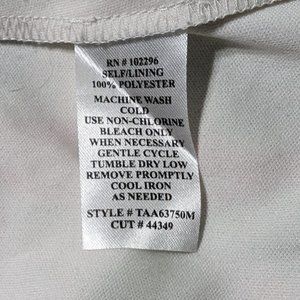 RN # 102296
SELF/LINING
100% POLYESTER
MACHINE WASH
COLD
USE NON-CHLORINE
BLEACH ONLY
WHEN NECESSARY
GENTLE CYCLE
TUMBLE DRY LOW
REMOVE PROMPTLY
COOL IRON
AS NEEDED
STYLE # TAA63750M
CUT # 44349